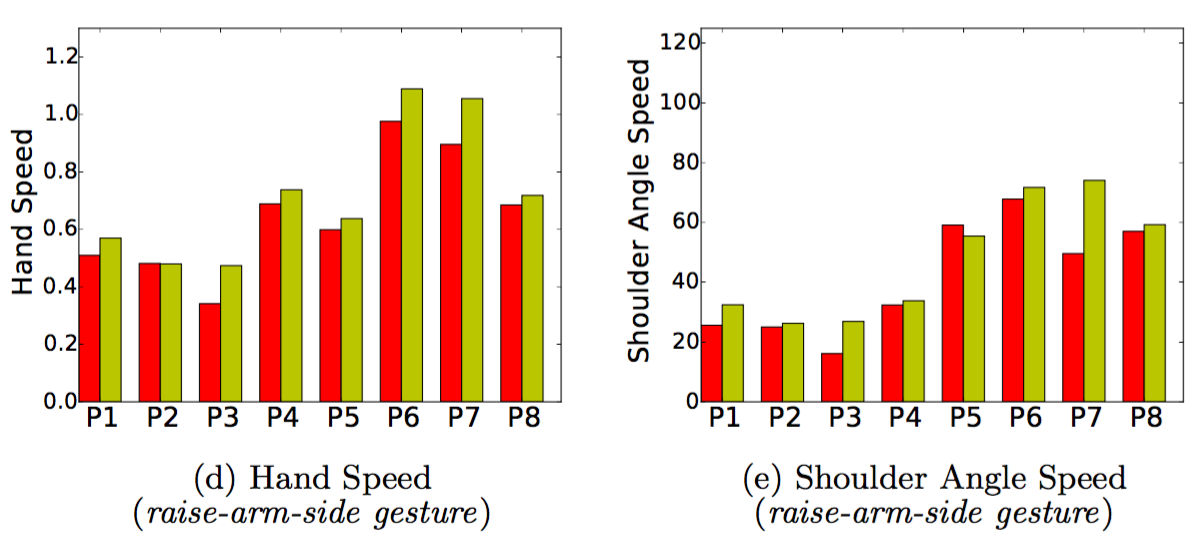 1.2
1.0
0.8
0.6
0.4
0.2
0.0
Hand Speed
P1 P2 P3 P4 P5 P6 P7 P8
(d) Hand Speed
(raise-arm-side gesture)
120
100
80
60
40
20
0
Shoulder Angle Speed
P1 P2 P3 P4 P5 P6 P7 P8
(e) Shoulder Angle Speed
(raise-arm-side gesture)